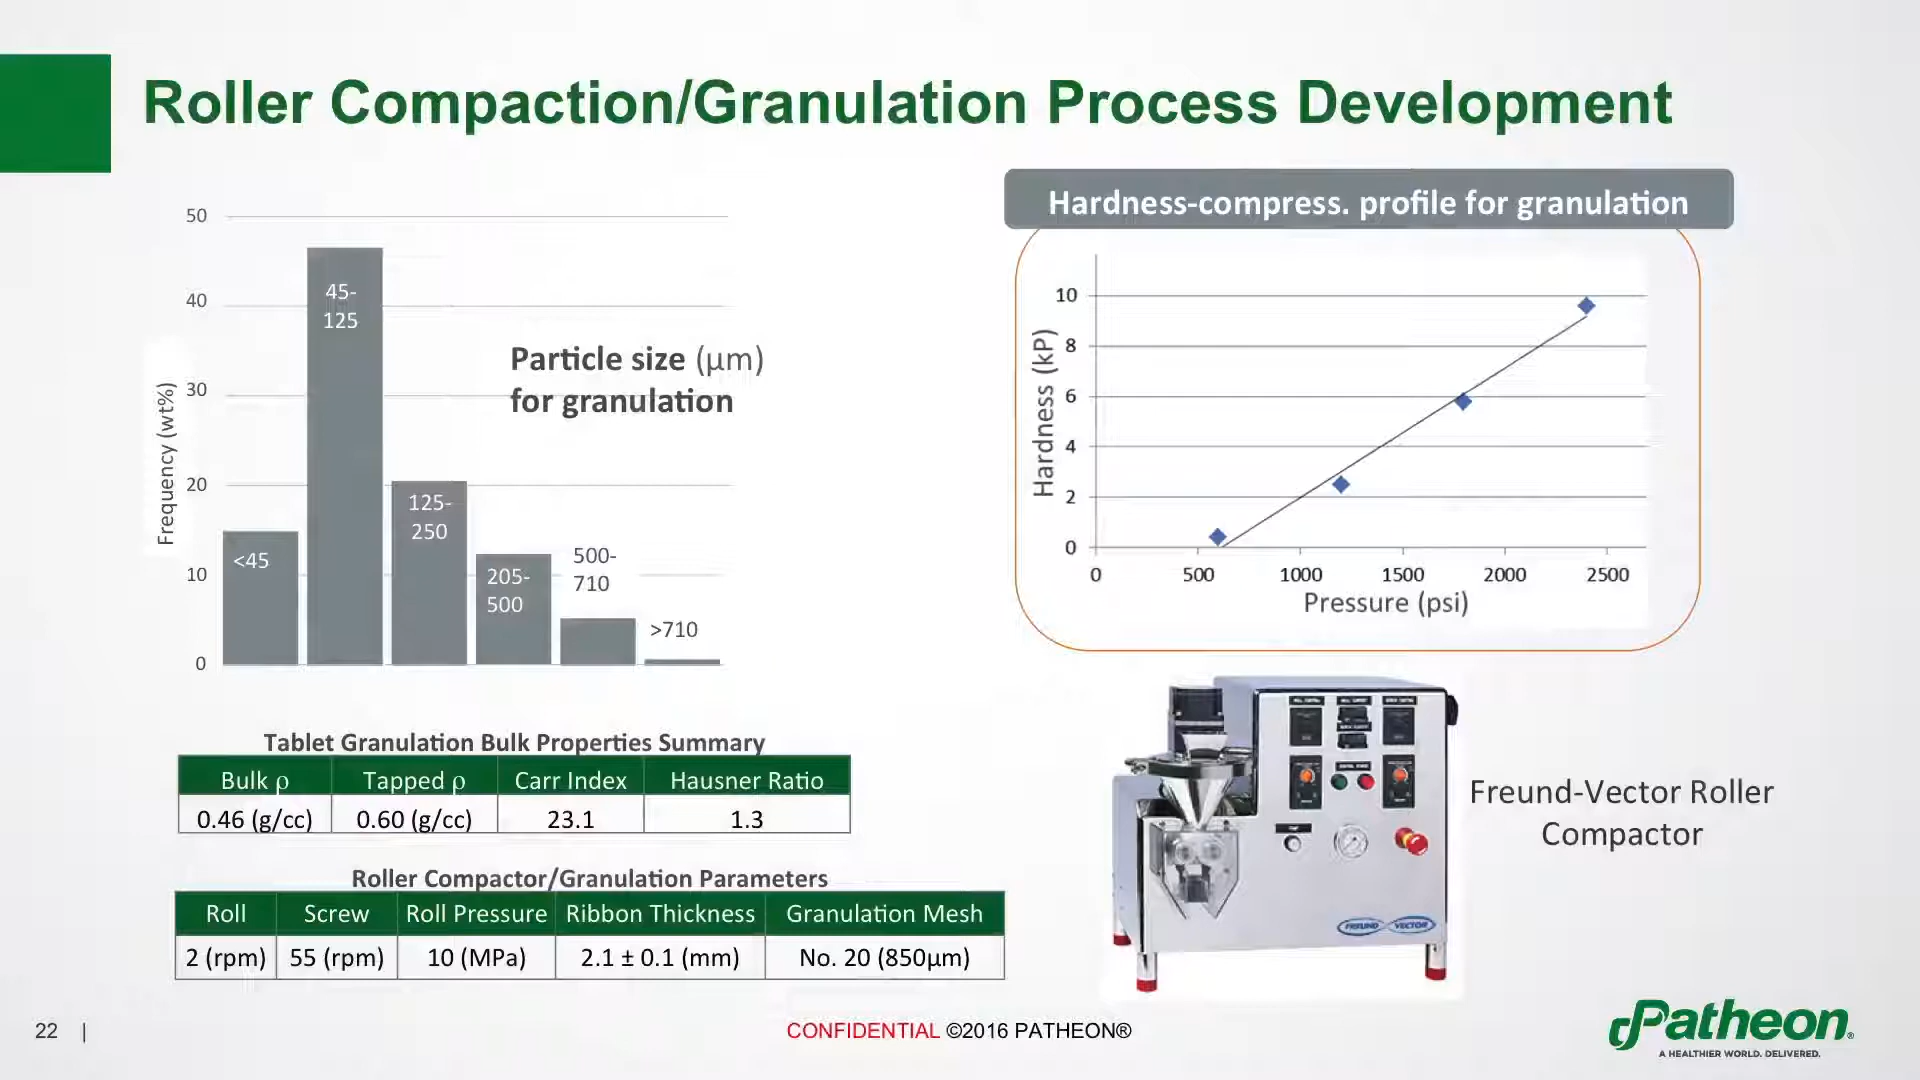 Roller Compaction/Granulation Process Development
50
40
30
20
10
0
Frequency (wt%)
<45
45-
125
125-
250
205-
500
500-
710
>710
Particle size (μm)
for granulation
Hardness-compress. profile for granulation
10
8
6
4
2
0
Hardness (kP)
0 500 1000 1500 2000 2500
Pressure (psi)
Tablet Granulation Bulk Properties Summary
Bulk ρ Tapped ρ Carr Index Hausner Ratio
0.46 (g/cc) 0.60 (g/cc) 23.1 1.3
Roller Compactor/Granulation Parameters
Roll Screw Roll Pressure Ribbon Thickness Granulation Mesh
2 (rpm) 55 (rpm) 10 (MPa) 2.1 ± 0.1 (mm) No. 20 (850μm)
FREUND VECTOR
Freund-Vector Roller
Compactor
22 |
CONFIDENTIAL ©2016 PATHEON®
Patheon®
A HEALTHIER WORLD. DELIVERED.